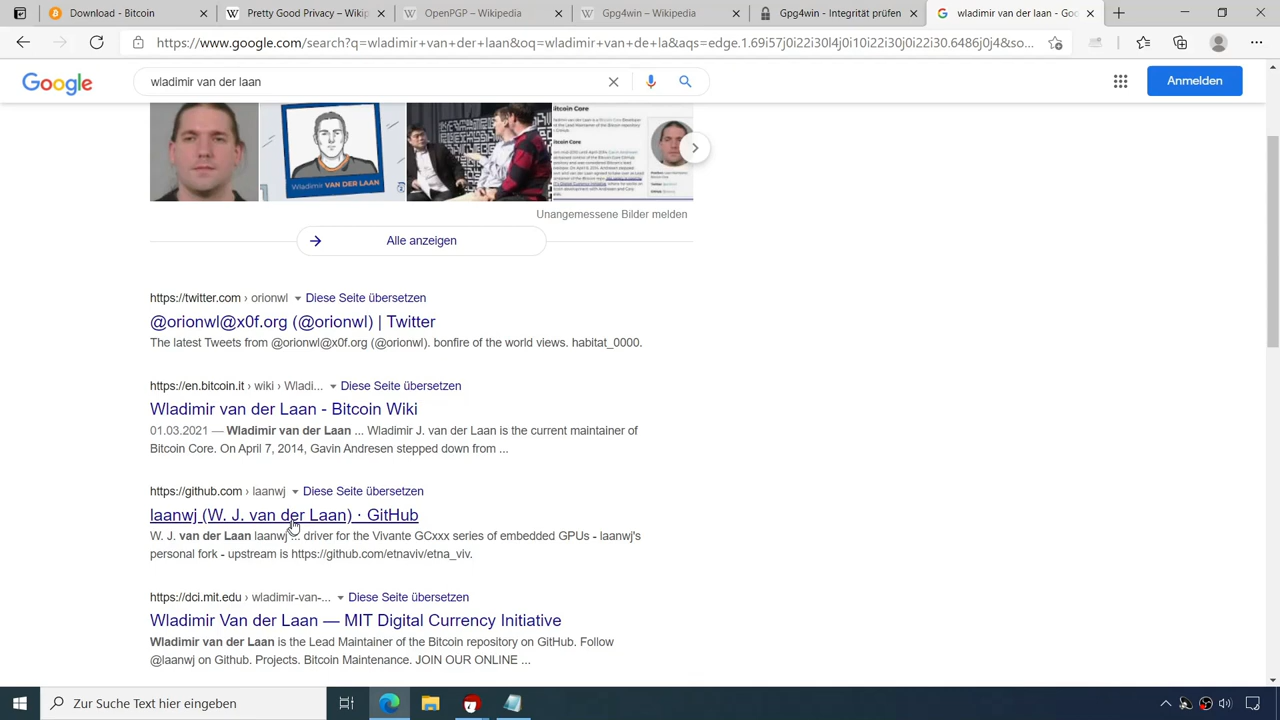 Download - Bitcoin
PGP – Wikipedia
OpenPGP – Wikipedia
PGP – Wikipedia
Gpg4win - Integrität prüfen
wladimir van der laan - Goo
https://www.google.com/search?q=wladimir+van+der+laan&oq=wladimir+van+de+la&aqs=edge.1.69i57j0i22i30l4j0i10i22i30j0i22i30.6486j0j4&so...
Google
wladimir van der laan
Anmelden
Wladimir VAN DER LAAN
Bitcoin Core
Bitcoin Core
Unangemessene Bilder melden
Alle anzeigen
https://twitter.com › orionwl Diese Seite übersetzen
@orionwl@x0f.org (@orionwl) | Twitter
The latest Tweets from @orionwl@x0f.org (@orionwl). bonfire of the world views. habitat_0000.
https://en.bitcoin.it › wiki › Wladi... Diese Seite übersetzen
Wladimir van der Laan - Bitcoin Wiki
01.03.2021 — Wladimir van der Laan ... Wladimir J. van der Laan is the current maintainer of
Bitcoin Core. On April 7, 2014, Gavin Andresen stepped down from ...
https://github.com › laanwj Diese Seite übersetzen
laanwj (W. J. van der Laan) · GitHub
W. J. van der Laan laanwj ... driver for the Vivante GCxxx series of embedded GPUs - laanwj's
personal fork - upstream is https://github.com/etnaviv/etna_viv.
https://dci.mit.edu › wladimir-van-... Diese Seite übersetzen
Wladimir Van der Laan — MIT Digital Currency Initiative
Wladimir van der Laan is the Lead Maintainer of the Bitcoin repository on GitHub. Follow
@laanwj on Github. Projects. Bitcoin Maintenance. JOIN OUR ONLINE ...
Zur Suche Text hier eingeben